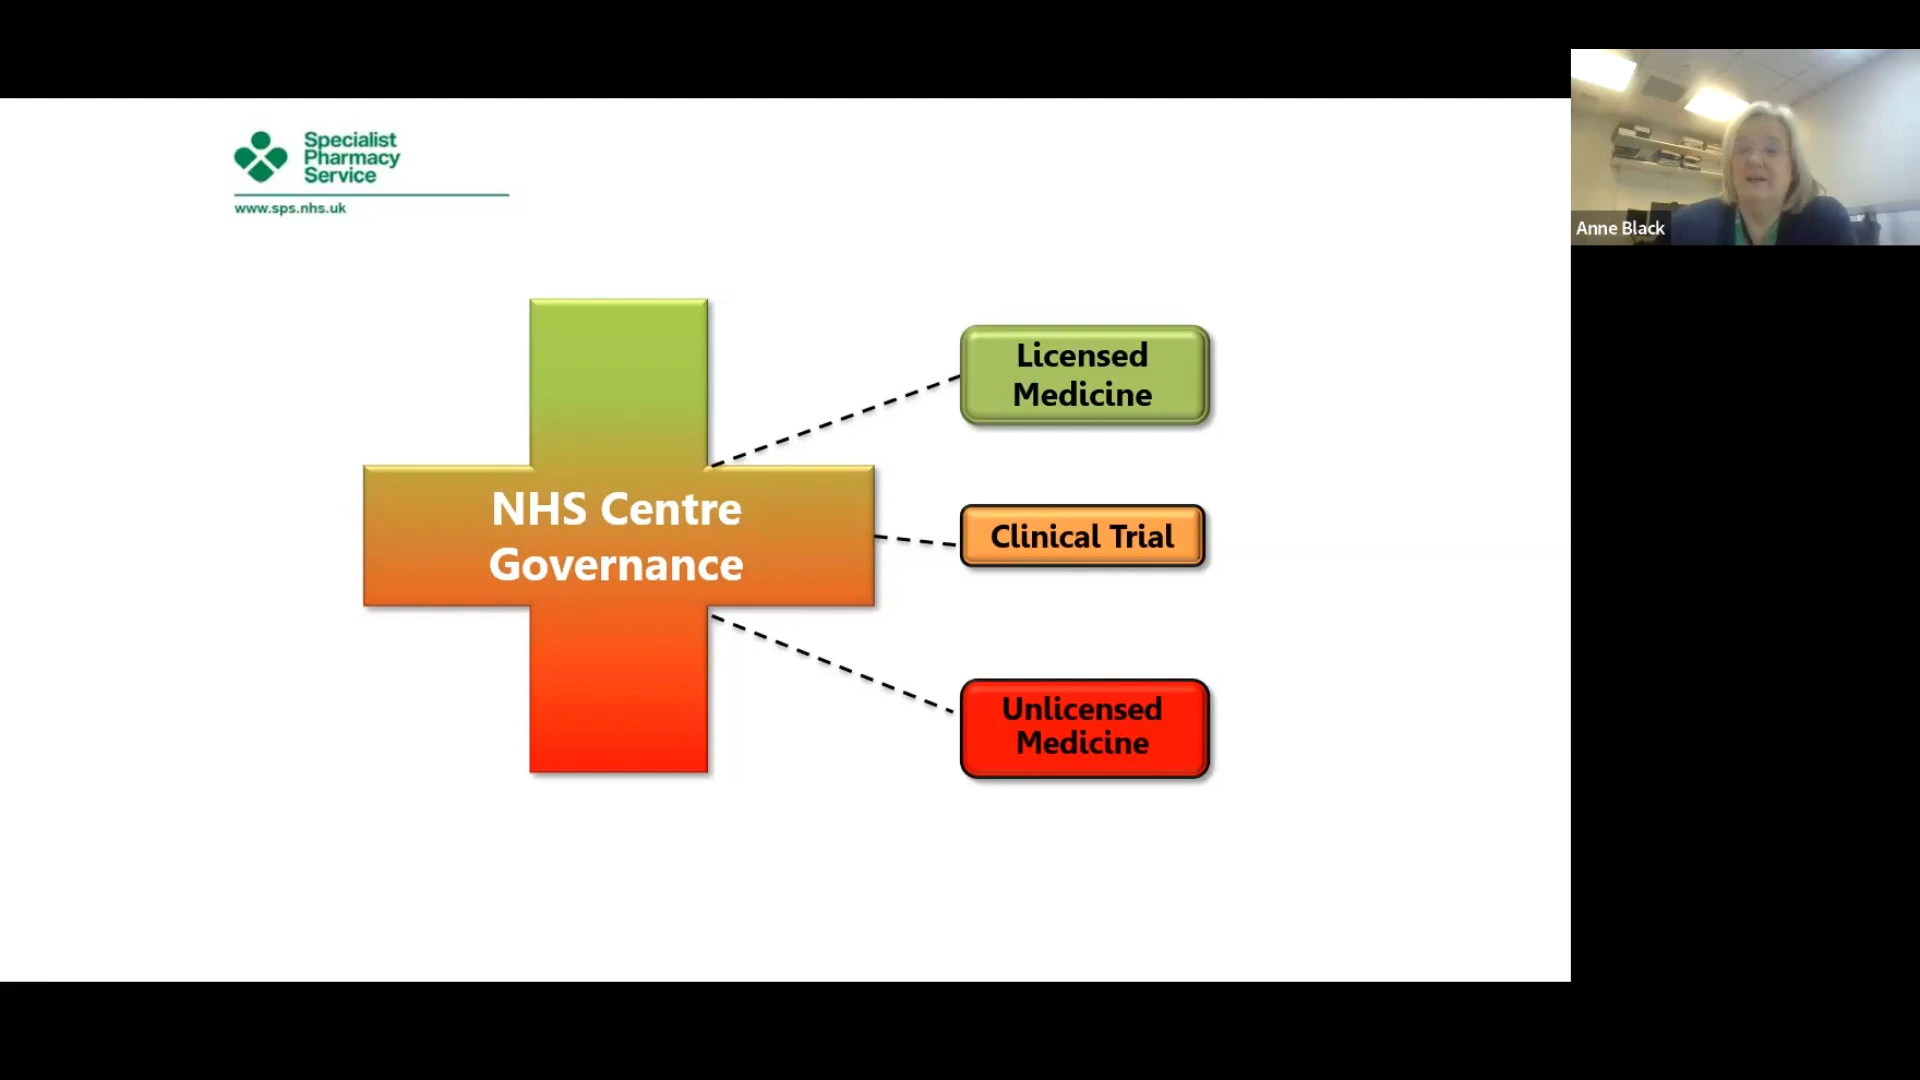 Specialist
Pharmacy
Service
www.sps.nhs.uk
NHS Centre
Governance
Licensed
Medicine
Clinical Trial
Unlicensed
Medicine
Anne Black